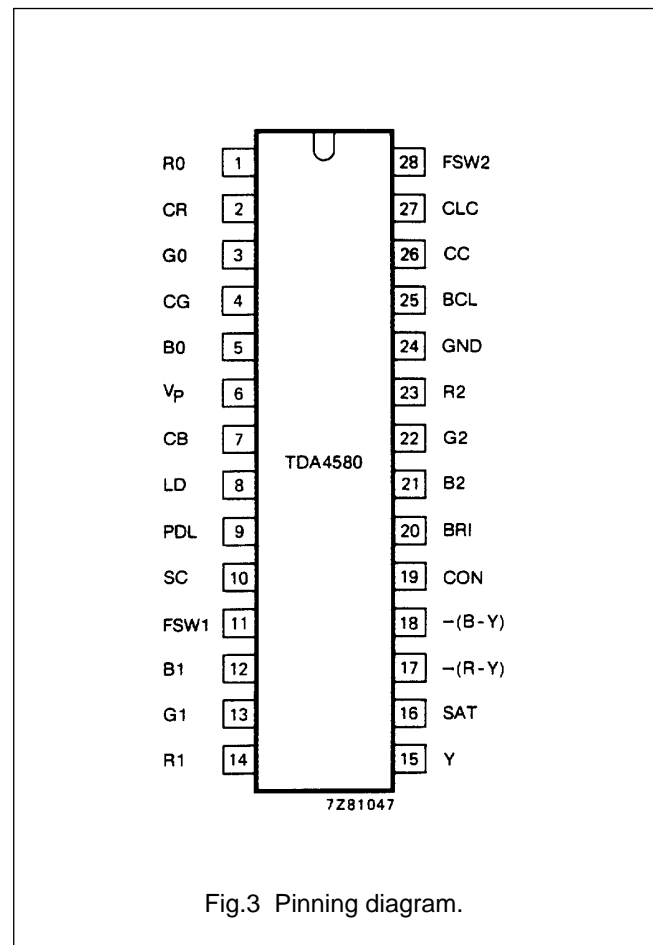 R0 1 28 FSW2
CR 2 27 CLC
G0 3 26 CC
CG 4 25 BCL
B0 5 24 GND
VP 6 23 R2
CB 7 22 G2
TDA4580
LD 8 21 B2
PDL 9 20 BRI
SC 10 19 CON
FSW1 11 18 –(B-Y)
B1 12 17 –(R-Y)
G1 13 16 SAT
R1 14 15 Y
7Z81047
Fig.3 Pinning diagram.